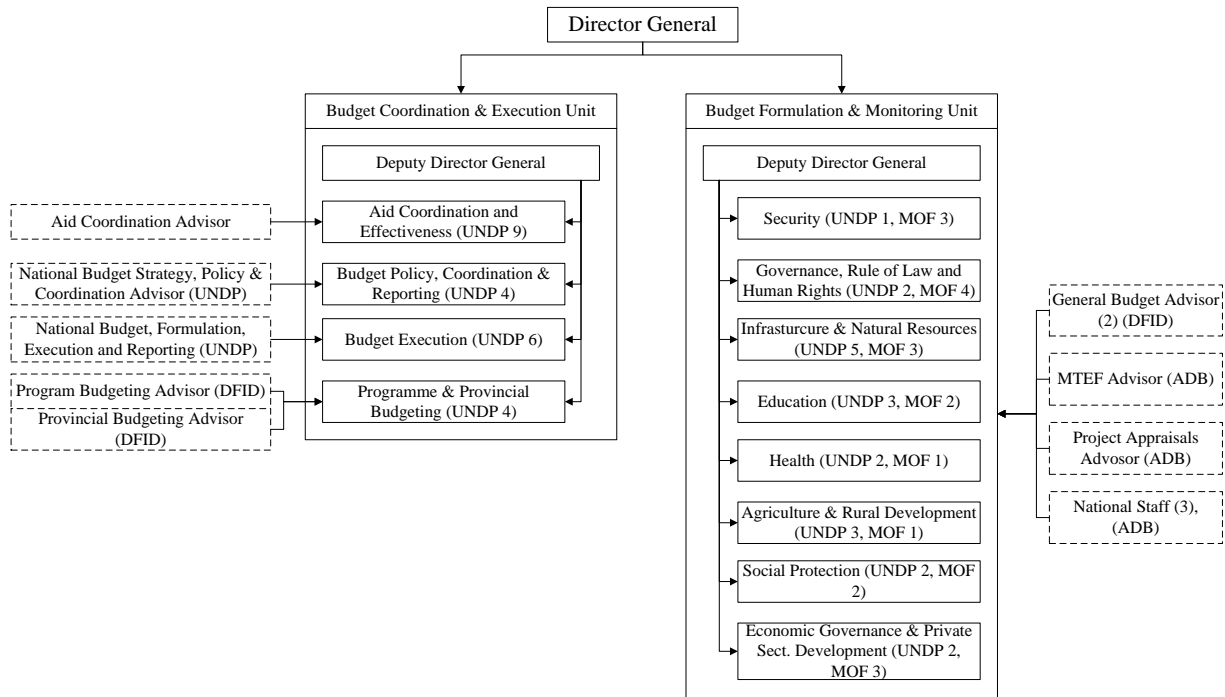 Director General
Budget Coordination & Execution Unit
Deputy Director General
Aid Coordination Advisor
Aid Coordination and
Effectiveness (UNDP 9)
National Budget Strategy, Policy &
Coordination Advisor (UNDP)
Budget Policy, Coordination &
Reporting (UNDP 4)
National Budget, Formulation,
Execution and Reporting (UNDP)
Budget Execution (UNDP 6)
Program Budgeting Advisor (DFID)
Provincial Budgeting Advisor
(DFID)
Programme & Provincial
Budgeting (UNDP 4)
Budget Formulation & Monitoring Unit
Deputy Director General
Security (UNDP 1, MOF 3)
Governance, Rule of Law and
Human Rights (UNDP 2, MOF 4)
Infrasturcure & Natural Resources
(UNDP 5, MOF 3)
Education (UNDP 3, MOF 2)
Health (UNDP 2, MOF 1)
Agriculture & Rural Development
(UNDP 3, MOF 1)
Social Protection (UNDP 2, MOF
2)
Economic Governance & Private
Sect. Development (UNDP 2,
MOF 3)
General Budget Advisor
(2) (DFID)
MTEF Advisor (ADB)
Project Appraisals
Advosor (ADB)
National Staff (3),
(ADB)